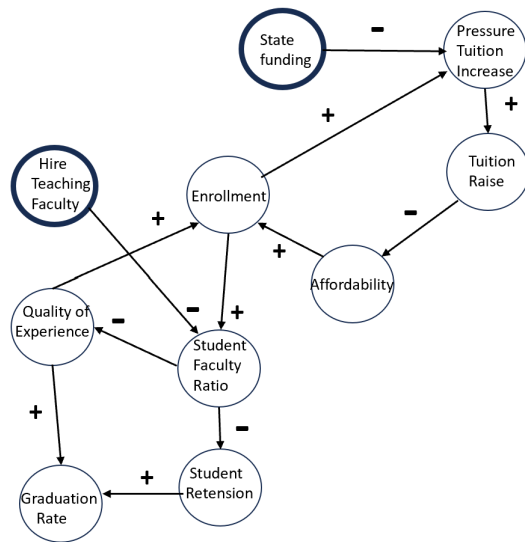 State
funding
-
Pressure
Tuition
Increase
+
+
Tuition
Raise
Hire
Teaching
Faculty
Enrollment
+
-
+
Affordability
Quality of
Experience
-
-
+
Student
Faculty
Ratio
+
-
Graduation
Rate
+
Student
Retension